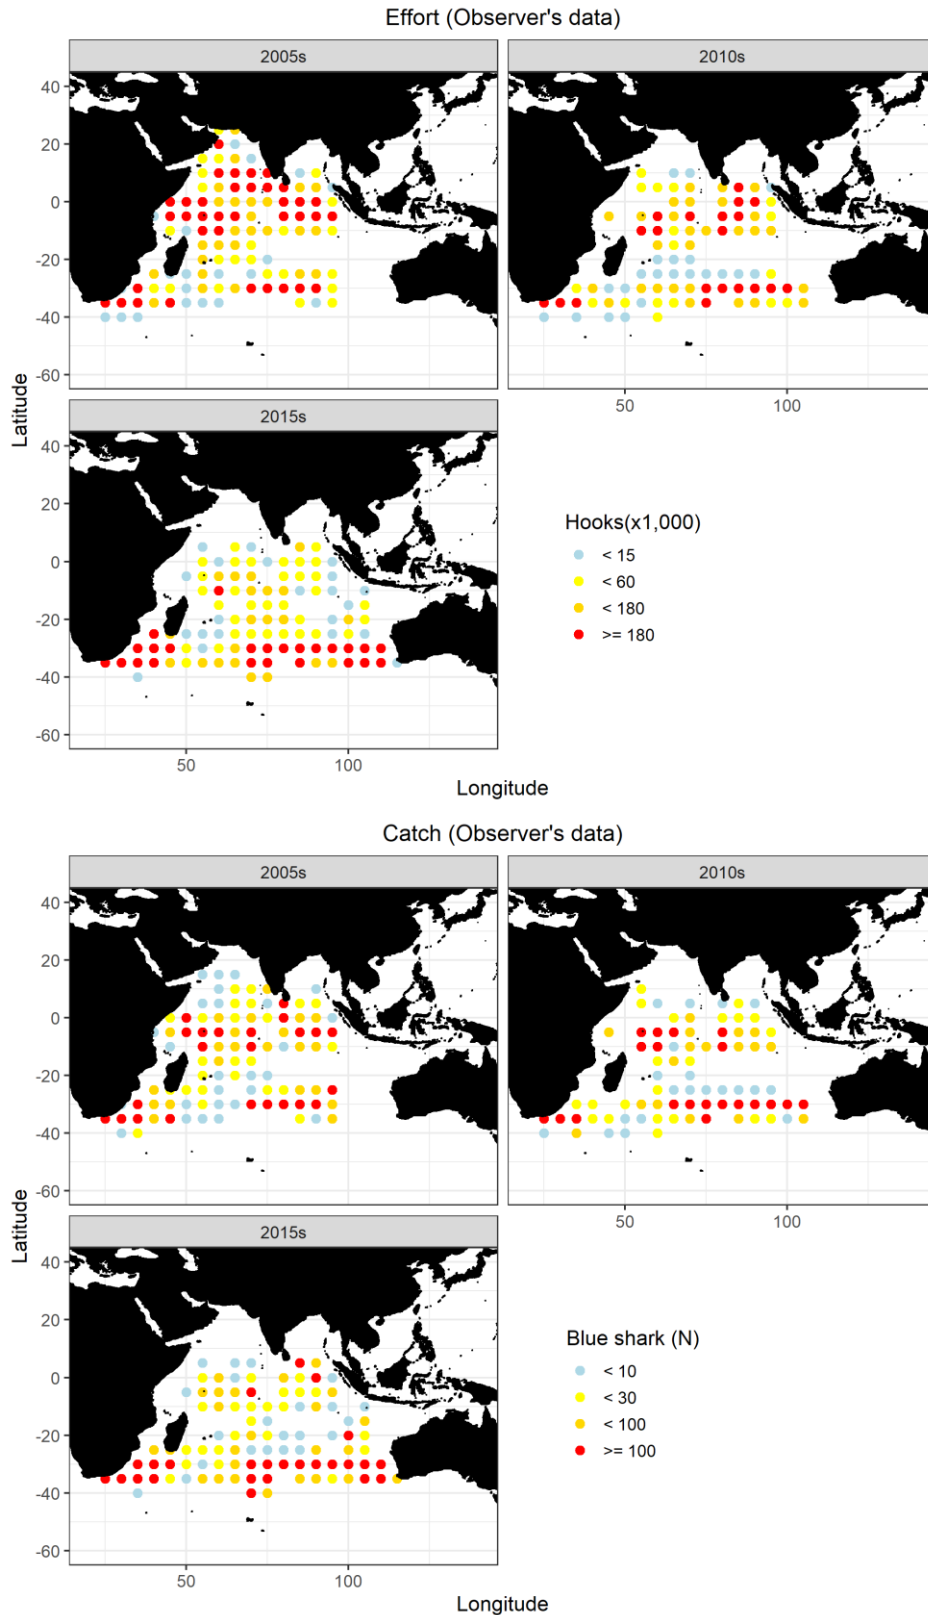 Effort (Observer's data)
2005s
2010s
40
20
0
-20
-40
-60
50
100
2015s
40
20
0
-20
-40
-60
50
100
Latitude
Longitude
Hooks(x1,000)
< 15
< 60
< 180
>= 180
Catch (Observer's data)
2005s
2010s
40
20
0
-20
-40
-60
50
100
2015s
40
20
0
-20
-40
-60
50
100
Latitude
Longitude
Blue shark (N)
< 10
< 30
< 100
>= 100